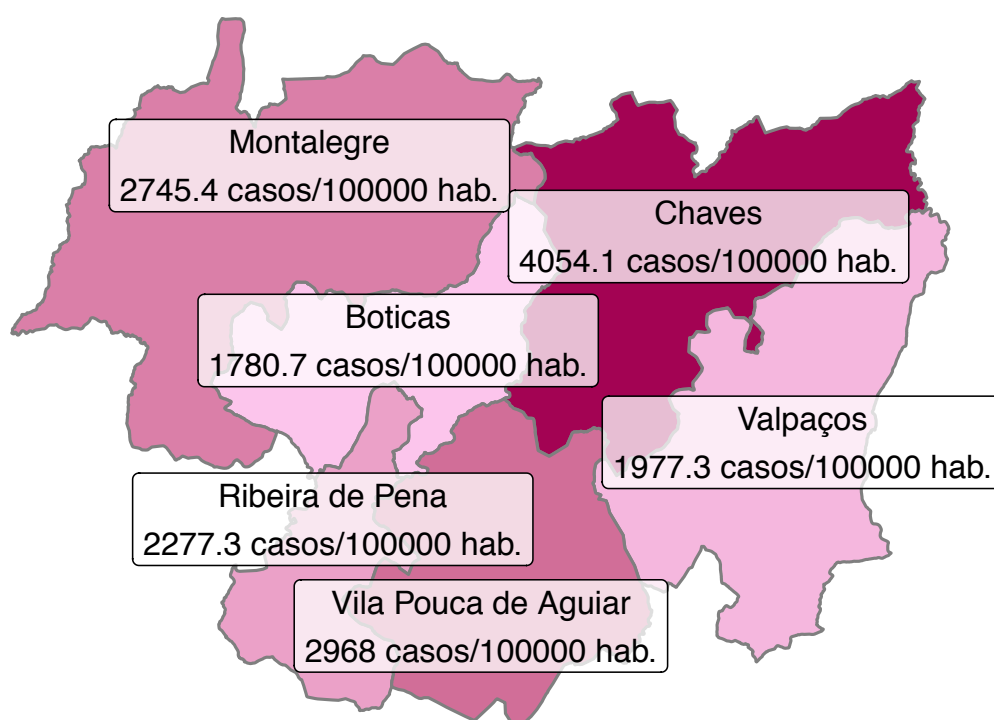 Montalegre
2745.4 casos/100000 hab.
Chaves
4054.1 casos/100000 hab.
Boticas
1780.7 casos/100000 hab.
Valpaços
1977.3 casos/100000 hab.
Ribeira de Pena
2277.3 casos/100000 hab.
Vila Pouca de Aguiar
2968 casos/100000 hab.